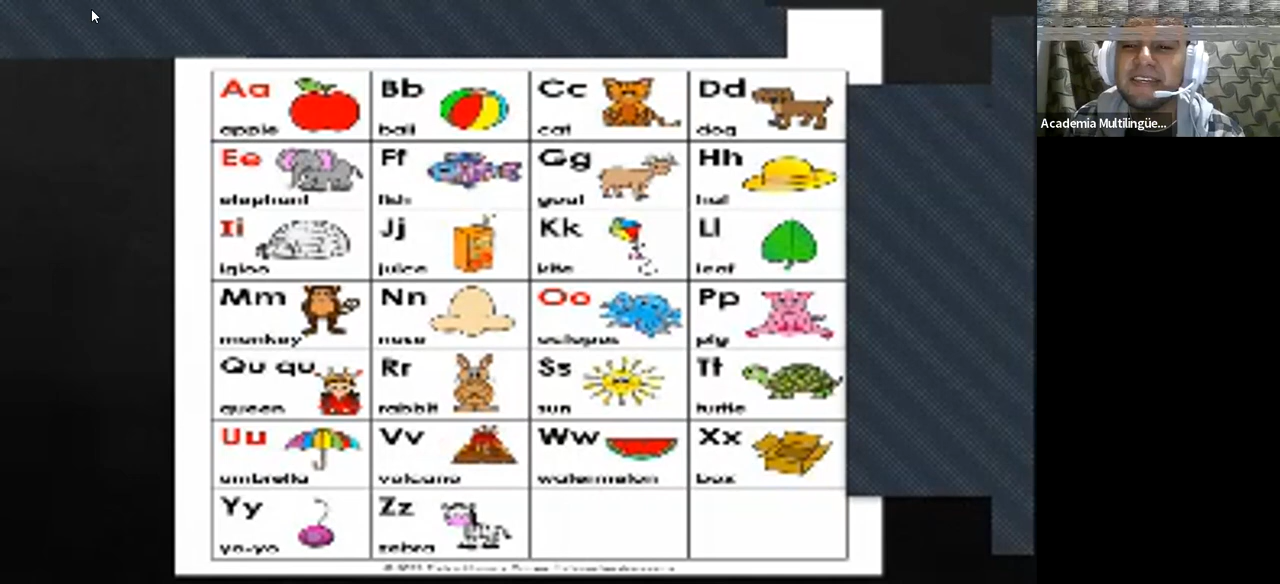 Aa Bb Cc Dd
apple ball cat dog
Ee Ff Gg Hh
elephant fish goat hat
Ii Jj Kk Ll
igloo juice kite leaf
Mm Nn Oo Pp
monkey nose octopus pig
Qu qu Rr Ss Tt
queen rabbit sun turtle
Uu Vv Ww Xx
umbrella volcano watermelon box
Yy Zz
yo-yo zebra
Academia Multilingüe...